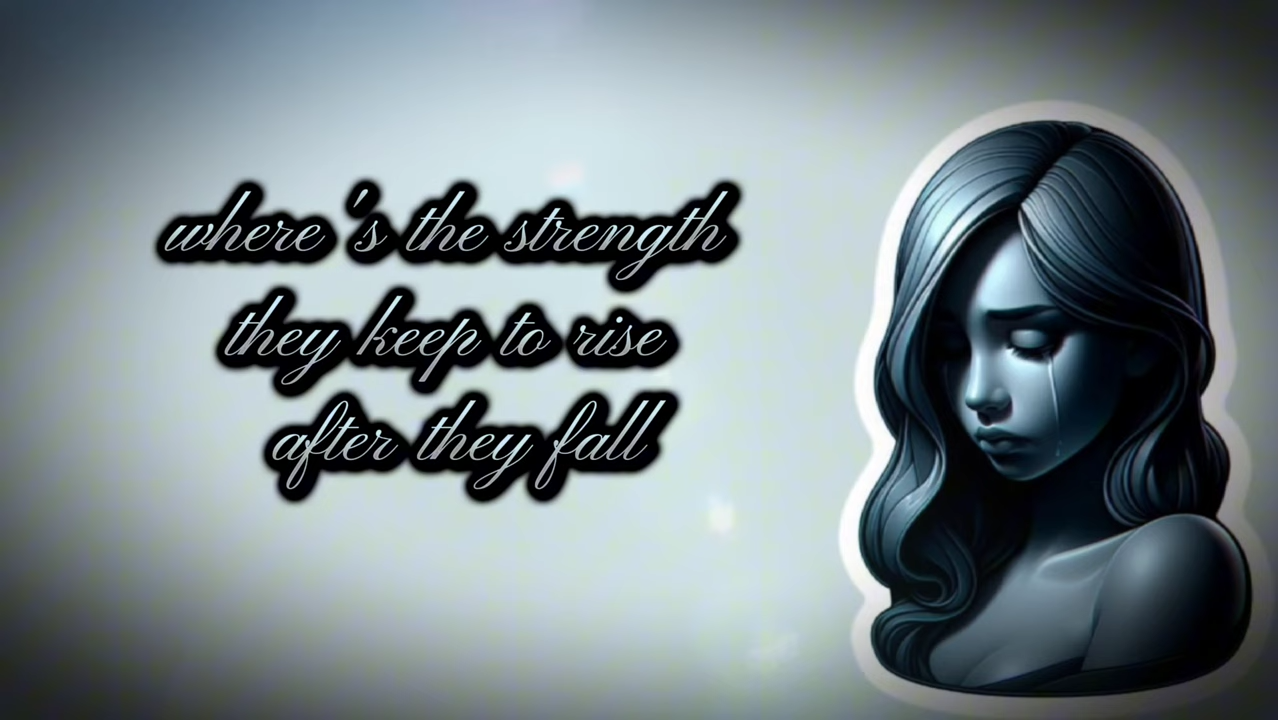 where's the strength
they keep to rise
after they fall